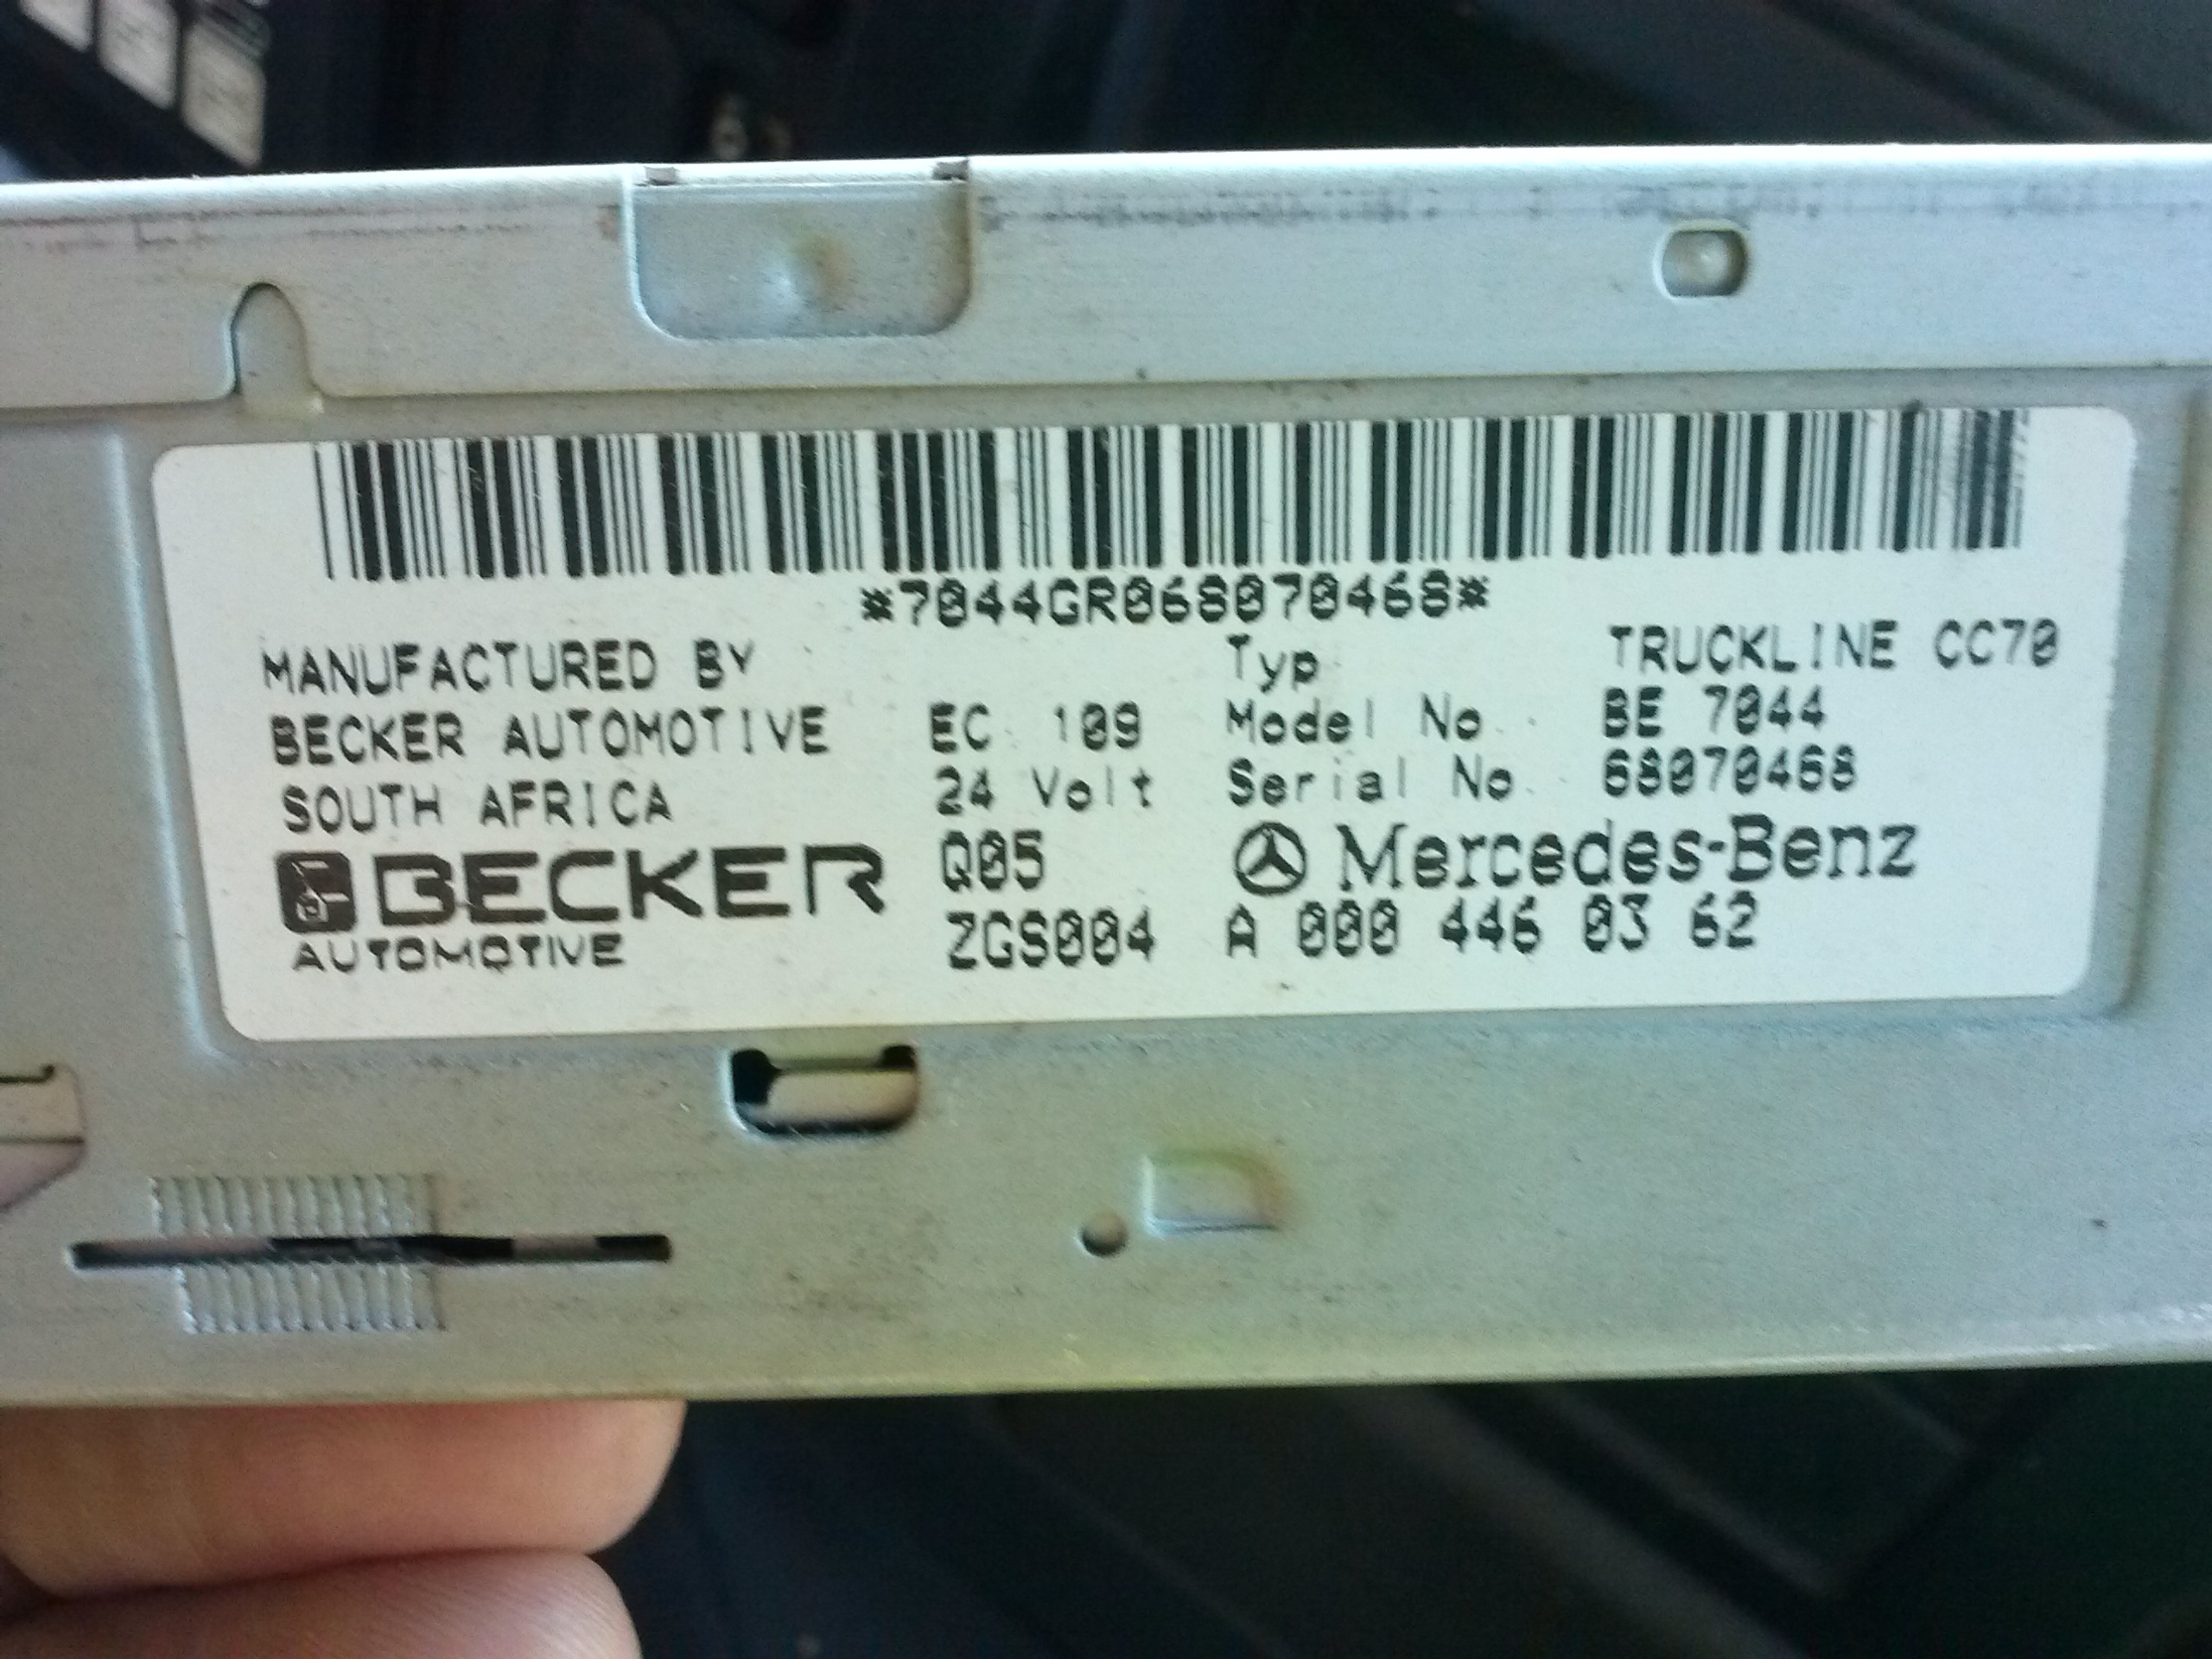 *7044GR068070468*
MANUFACTURED BY
BECKER AUTOMOTIVE
SOUTH AFRICA
BECKER
AUTOMOTIVE
EC 109
24 Volt
Q05
ZGS004
Typ TRUCKLINE CC70
Model No. BE 7044
Serial No. 68070468
Mercedes-Benz
A 000 446 03 62